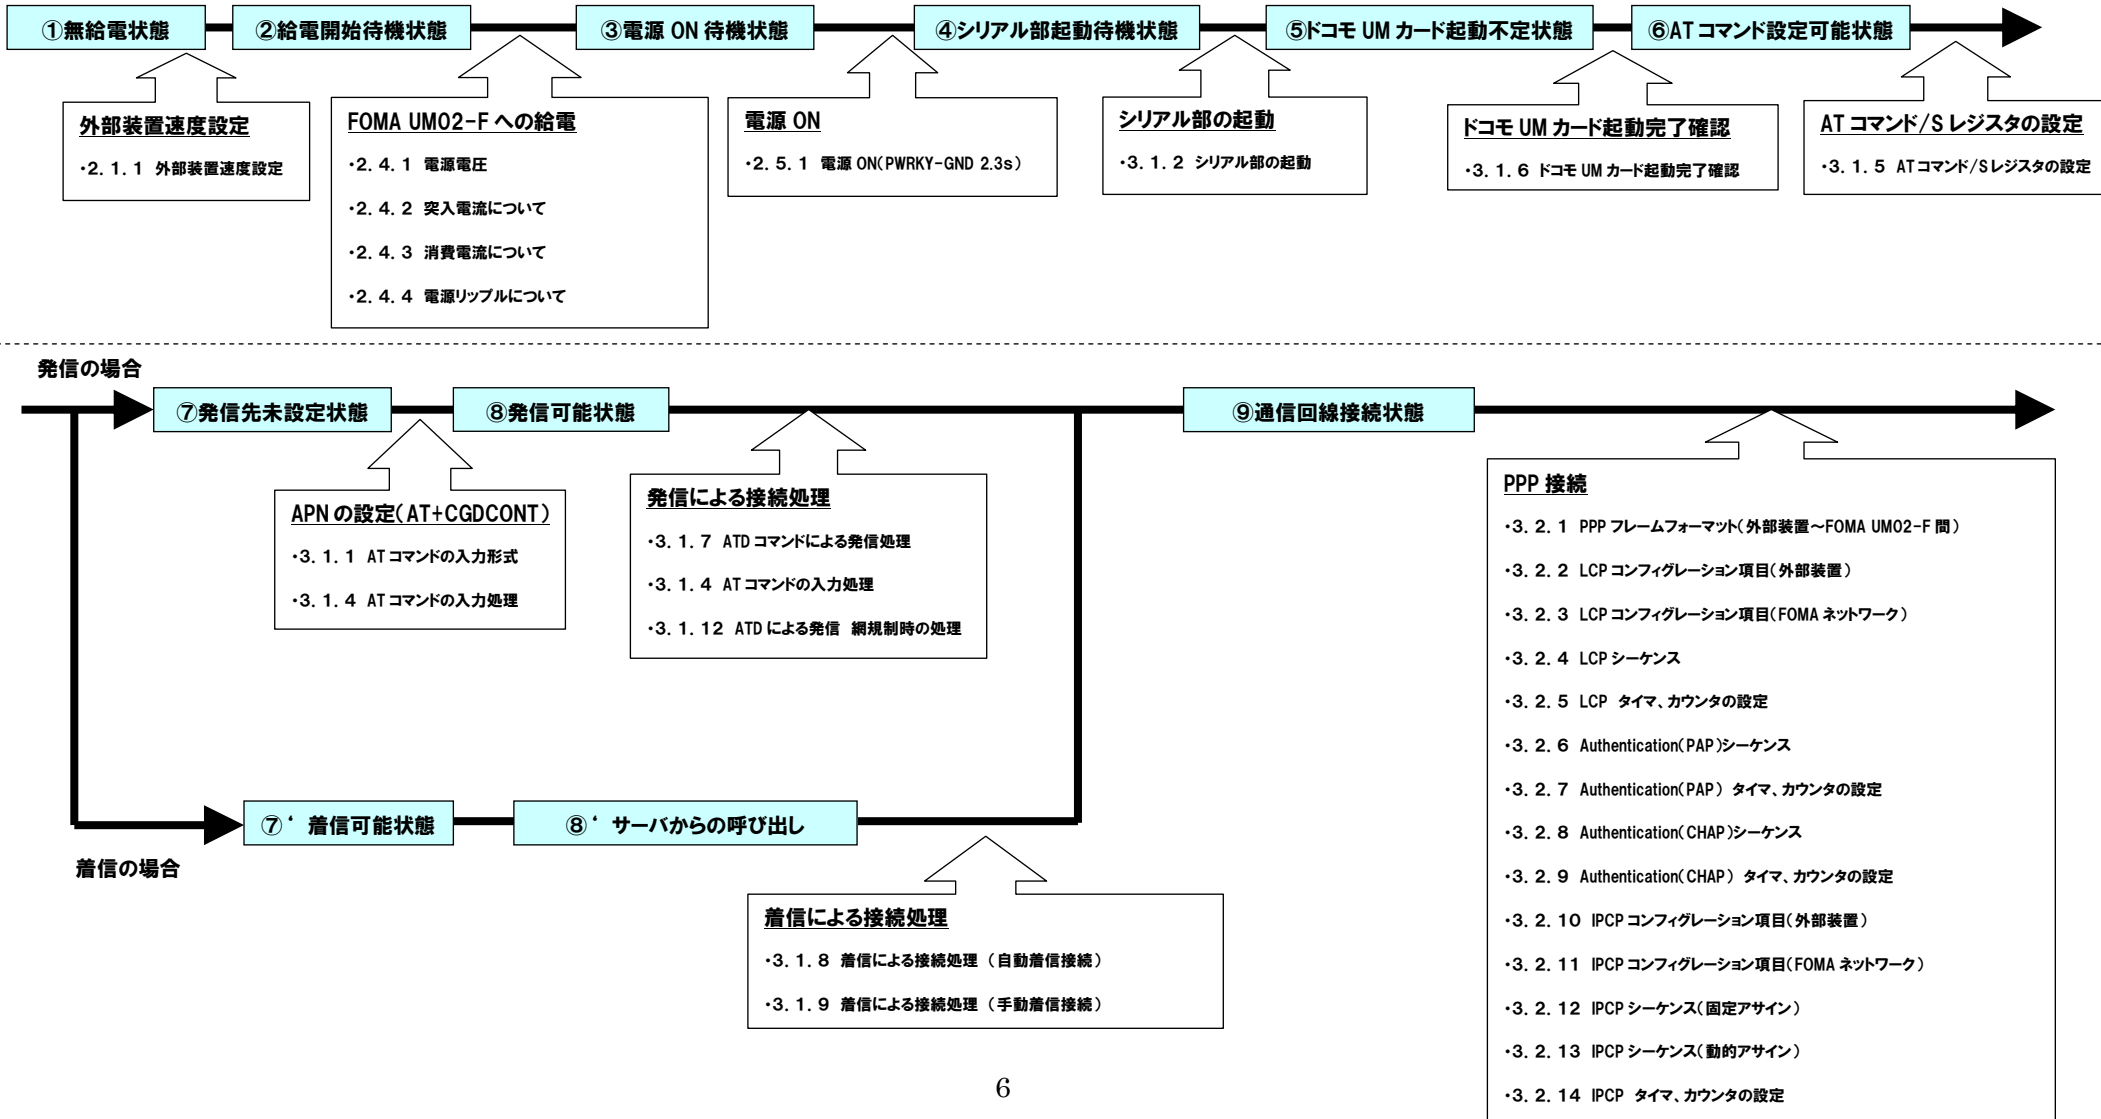 ①無給電状態
②給電開始待機状態
③電源 ON 待機状態
④シリアル部起動待機状態
⑤ドコモ UM カード起動不定状態
⑥AT コマンド設定可能状態
外部装置速度設定
・2．1．1 外部装置速度設定
FOMA UM02-F への給電
・2．4．1 電源電圧
・2．4．2 突入電流について
・2．4．3 消費電流について
・2．4．4 電源リップルについて
電源 ON
・2．5．1 電源 ON(PWRKY-GND 2.3s)
シリアル部の起動
・3．1．2 シリアル部の起動
ドコモ UM カード起動完了確認
・3．1．6 ドコモ UM カード起動完了確認
AT コマンド/S レジスタの設定
・3．1．5 AT コマンド/S レジスタの設定
発信の場合
⑦発信先未設定状態
⑧発信可能状態
⑨通信回線接続状態
APN の設定(AT+CGDCONT)
・3．1．1 AT コマンドの入力形式
・3．1．4 AT コマンドの入力処理
発信による接続処理
・3．1．7 ATD コマンドによる発信処理
・3．1．4 AT コマンドの入力処理
・3．1．12 ATD による発信 網規制時の処理
PPP 接続
・3．2．1 PPP フレームフォーマット(外部装置～FOMA UM02-F 間)
・3．2．2 LCP コンフィグレーション項目(外部装置)
・3．2．3 LCP コンフィグレーション項目(FOMA ネットワーク)
・3．2．4 LCP シーケンス
・3．2．5 LCP タイマ、カウンタの設定
・3．2．6 Authentication(PAP)シーケンス
・3．2．7 Authentication(PAP) タイマ、カウンタの設定
・3．2．8 Authentication(CHAP)シーケンス
・3．2．9 Authentication(CHAP) タイマ、カウンタの設定
・3．2．10 IPCP コンフィグレーション項目(外部装置)
・3．2．11 IPCP コンフィグレーション項目(FOMA ネットワーク)
・3．2．12 IPCP シーケンス(固定アサイン)
・3．2．13 IPCP シーケンス(動的アサイン)
・3．2．14 IPCP タイマ、カウンタの設定
⑦‘ 着信可能状態
⑧‘ サーバからの呼び出し
着信の場合
着信による接続処理
・3．1．8 着信による接続処理 (自動着信接続)
・3．1．9 着信による接続処理 (手動着信接続)
6